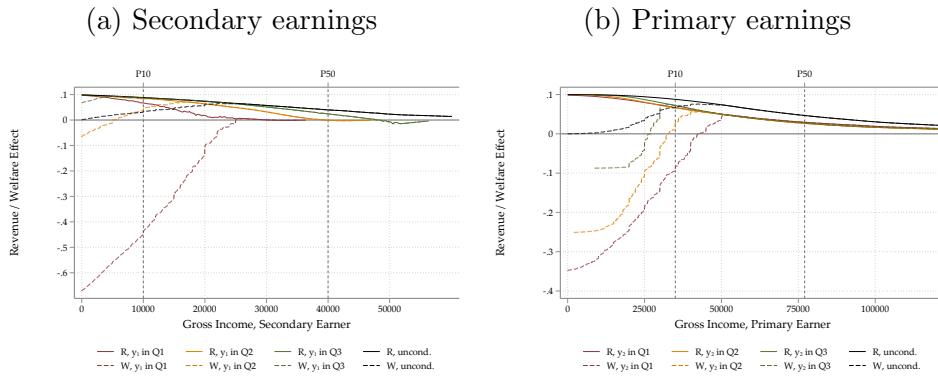 (a) Secondary earnings
(b) Primary earnings
P10
P50
.1
0
-.1
-.2
-.3
-.4
-.5
-.6
Revenue / Welfare Effect
0
10000
20000
30000
40000
50000
Gross Income, Secondary Earner
R, y₁ in Q1
R, y₁ in Q2
R, y₁ in Q3
R, uncond.
W, y₁ in Q1
W, y₁ in Q2
W, y₁ in Q3
W, uncond.
P10
P50
.1
0
-.1
-.2
-.3
-.4
Revenue / Welfare Effect
0
25000
50000
75000
100000
Gross Income, Primary Earner
R, y₂ in Q1
R, y₂ in Q2
R, y₂ in Q3
R, uncond.
W, y₂ in Q1
W, y₂ in Q2
W, y₂ in Q3
W, uncond.